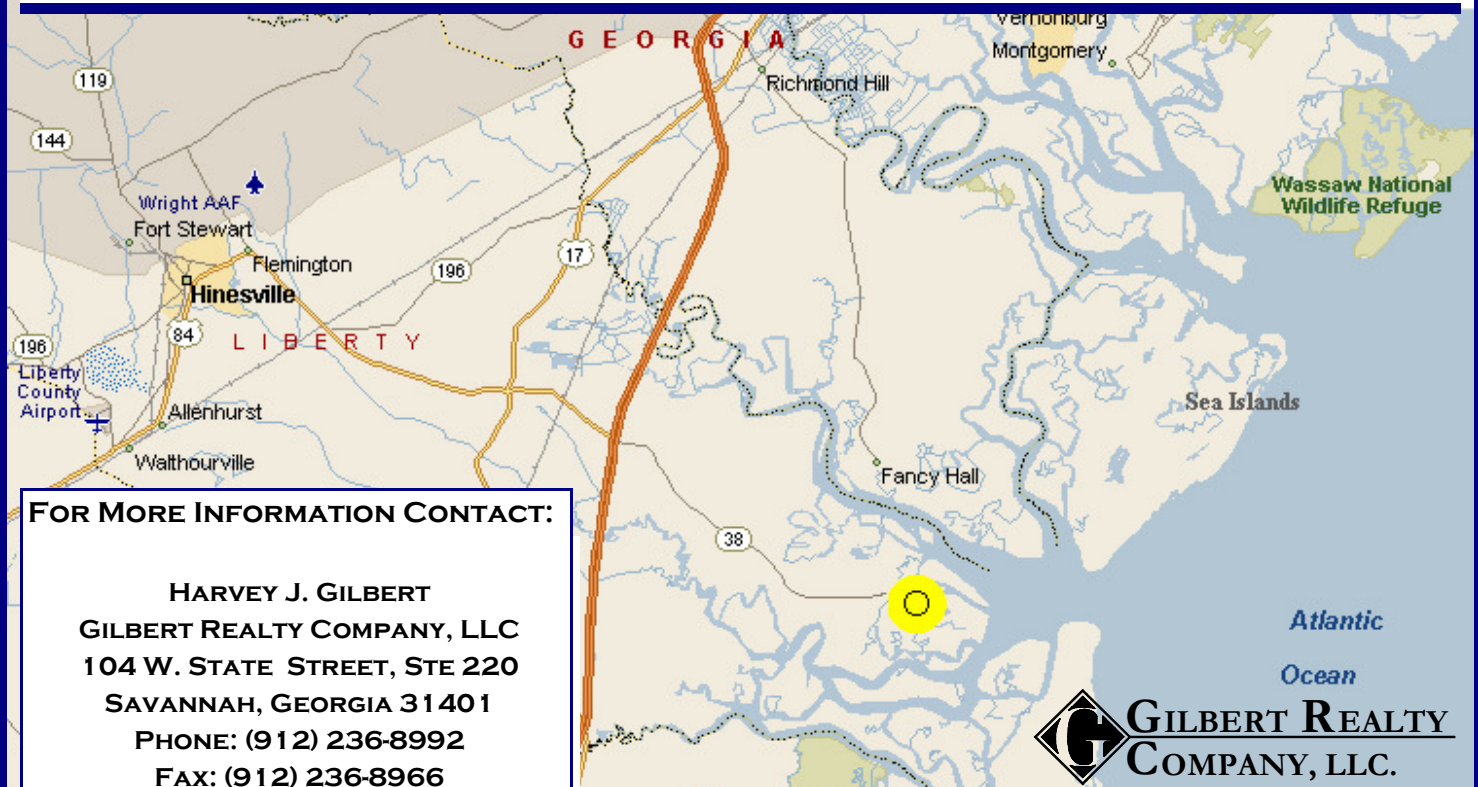 Vernonburg
GEORGIA
Montgomery
119
Richmond Hill
144
Wassaw National
Wildlife Refuge
Wright AAF
Fort Stewart
17
Flemington
196
Hinesville
84
LIBERTY
196
Liberty
County
Airport
Sea Islands
Allenhurst
Walthourville
Fancy Hall
FOR MORE INFORMATION CONTACT:
38
HARVEY J. GILBERT
GILBERT REALTY COMPANY, LLC
104 W. STATE STREET, STE 220
SAVANNAH, GEORGIA 31401
PHONE: (912) 236-8992
FAX: (912) 236-8966
Atlantic
Ocean
G
GILBERT REALTY
COMPANY, LLC.